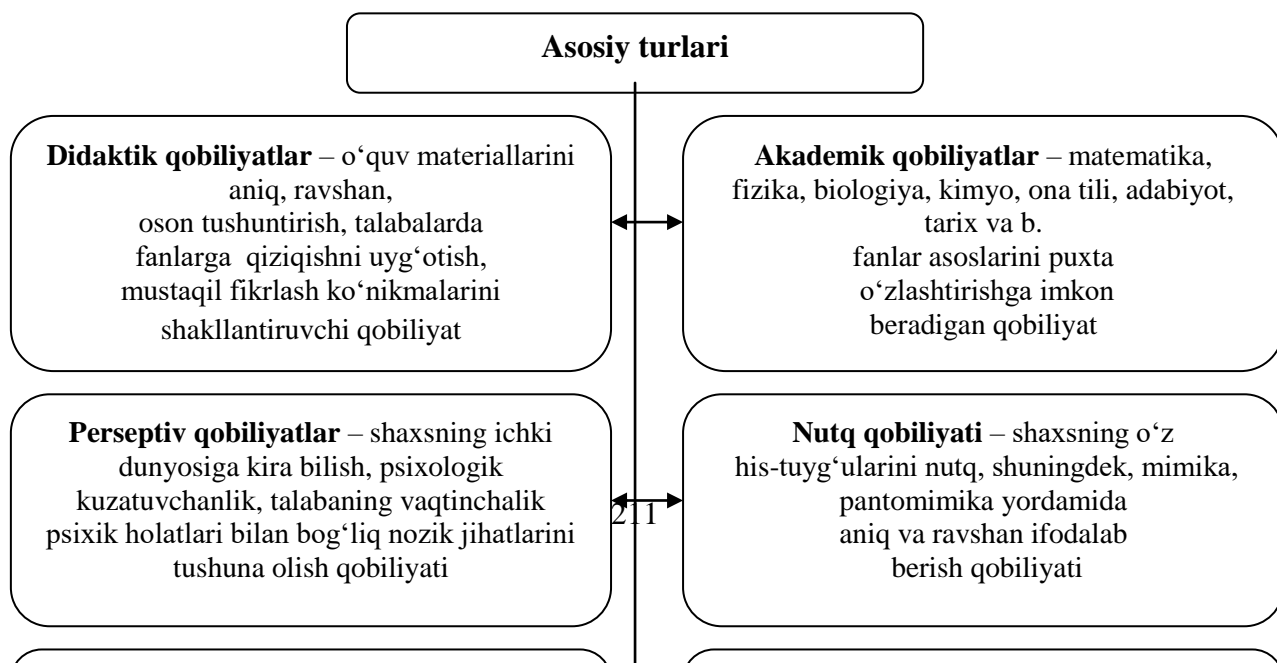 Asosiy turlari
Didaktik qobiliyatlar – o‘quv materiallarini
aniq, ravshan,
oson tushuntirish, talabalarda
fanlarga qiziqishni uyg‘otish,
mustaqil fikrlash ko‘nikmalarini
shakllantiruvchi qobiliyat
Akademik qobiliyatlar – matematika,
fizika, biologiya, kimyo, ona tili, adabiyot,
tarix va b.
fanlar asoslarini puxta
o‘zlashtirishga imkon
beradigan qobiliyat
Perseptiv qobiliyatlar – shaxsning ichki
dunyosiga kira bilish, psixologik
kuzatuvchanlik, talabaning vaqtinchalik
psixik holatlari bilan bog‘liq nozik jihatlarini
tushuna olish qobiliyati
Nutq qobiliyati – shaxsning o‘z
his-tuyg‘ularini nutq, shuningdek, mimika,
pantomimika yordamida
aniq va ravshan ifodalab
berish qobiliyati
211